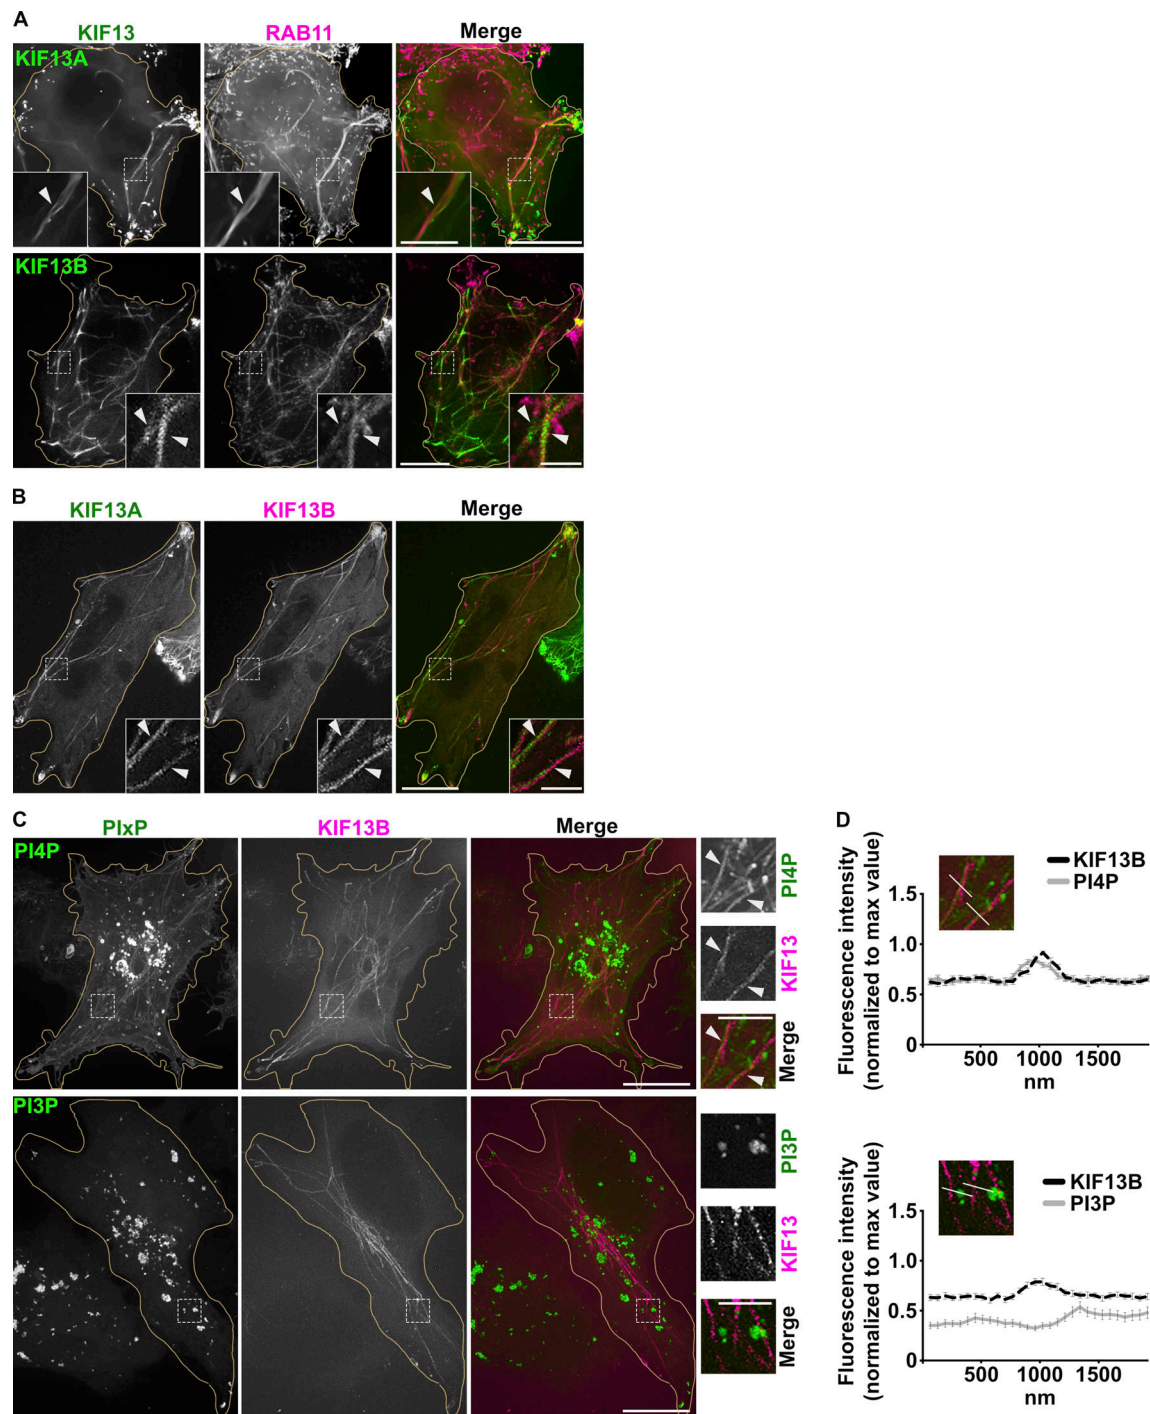 A
KIF13 RAB11 Merge
KIF13A
KIF13B
B
KIF13A KIF13B Merge
C
PIxP KIF13B Merge
PI4P
PI4P
KIF13
Merge
PI3P
PI3P
KIF13
Merge
D
Fluorescence intensity
(normalized to max value)
KIF13B
PI4P
1.5
1.0
0.5
0
500 1000 1500
nm
Fluorescence intensity
(normalized to max value)
KIF13B
PI3P
1.5
1.0
0.5
0
500 1000 1500
nm